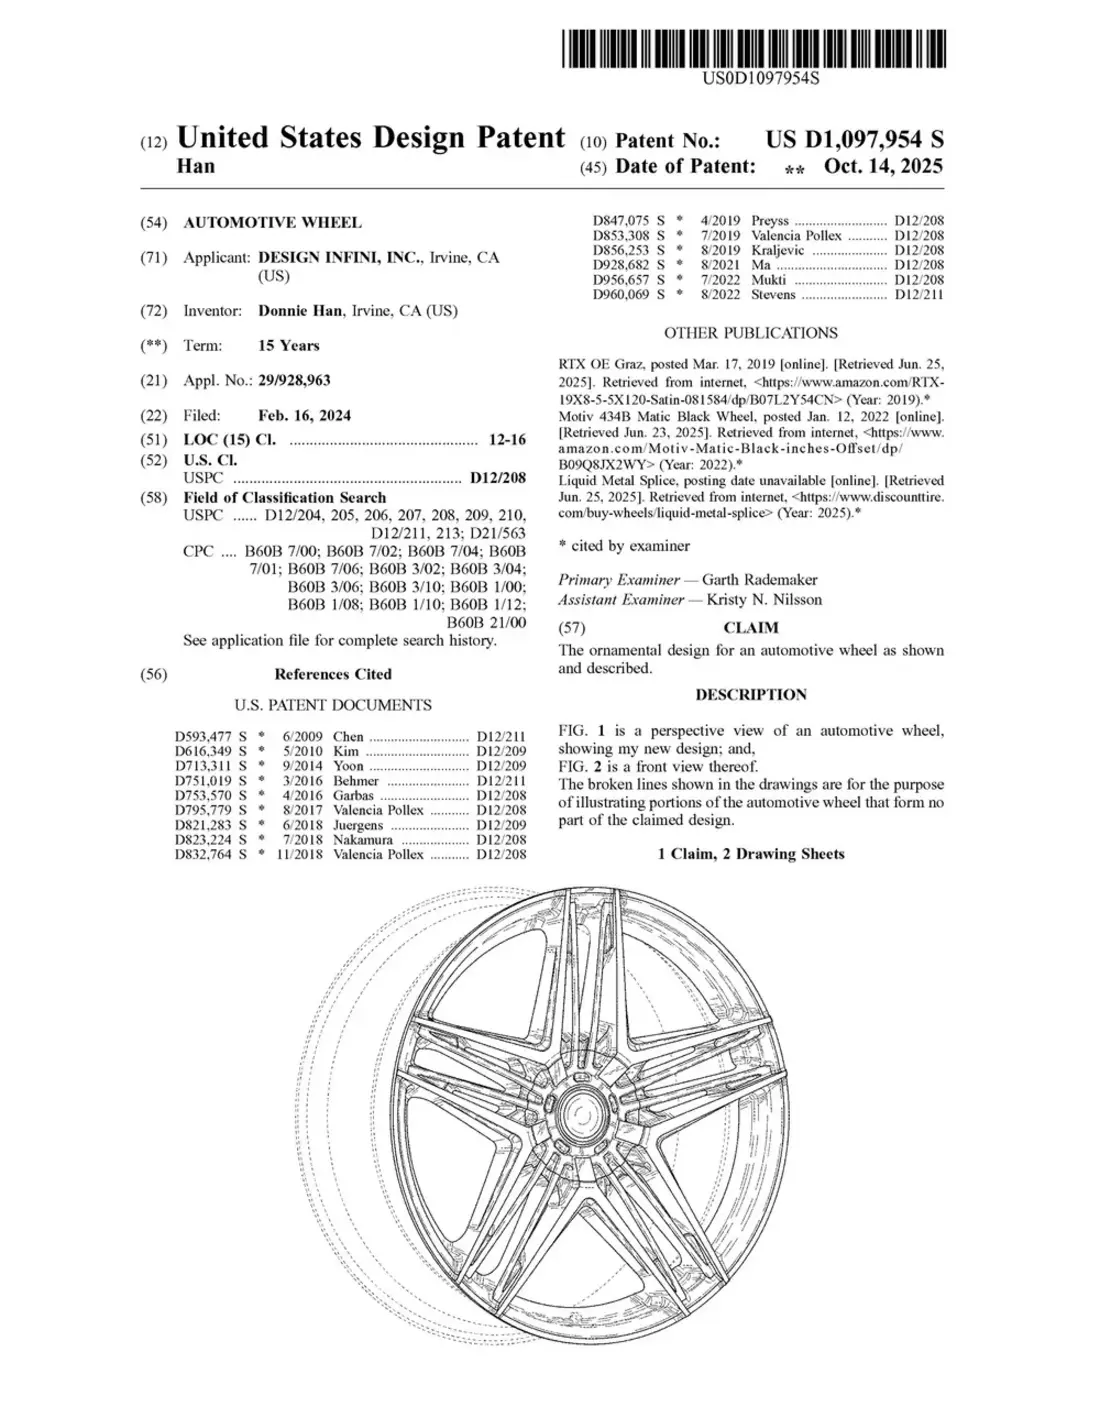 US0D1097954S
(12) United States Design Patent
Han
(10) Patent No.: US D1,097,954 S
(45) Date of Patent: ** Oct. 14, 2025
(54) AUTOMOTIVE WHEEL
(71) Applicant: DESIGN INFINI, INC., Irvine, CA
(US)
(72) Inventor: Donnie Han, Irvine, CA (US)
(**) Term: 15 Years
(21) Appl. No.: 29/928,963
(22) Filed: Feb. 16, 2024
(51) LOC (15) Cl. ............................................... 12-16
(52) U.S. Cl.
USPC ......................................................... D12/208
(58) Field of Classification Search
USPC ...... D12/204, 205, 206, 207, 208, 209, 210,
D12/211, 213; D21/563
CPC .... B60B 7/00; B60B 7/02; B60B 7/04; B60B
7/01; B60B 7/06; B60B 3/02; B60B 3/04;
B60B 3/06; B60B 3/10; B60B 1/00;
B60B 1/08; B60B 1/10; B60B 1/12;
B60B 21/00
See application file for complete search history.
(56) References Cited
U.S. PATENT DOCUMENTS
D593,477 S * 6/2009 Chen ............................ D12/211
D616,349 S * 5/2010 Kim ............................. D12/209
D713,311 S * 9/2014 Yoon ............................ D12/209
D751,019 S * 3/2016 Behmer ....................... D12/211
D753,570 S * 4/2016 Garbas ......................... D12/208
D795,779 S * 8/2017 Valencia Pollex ........... D12/208
D821,283 S * 6/2018 Juergens ...................... D12/209
D823,224 S * 7/2018 Nakamura ................... D12/208
D832,764 S * 11/2018 Valencia Pollex ........... D12/208
D847,075 S * 4/2019 Preyss .......................... D12/208
D853,308 S * 7/2019 Valencia Pollex ........... D12/208
D856,253 S * 8/2019 Kraljevic ..................... D12/208
D928,682 S * 8/2021 Ma ............................... D12/208
D956,657 S * 7/2022 Mukti .......................... D12/208
D960,069 S * 8/2022 Stevens ........................ D12/211
OTHER PUBLICATIONS
RTX OE Graz, posted Mar. 17, 2019 [online]. [Retrieved Jun. 25,
2025]. Retrieved from internet, <https://www.amazon.com/RTX-
19X8-5-5X120-Satin-081584/dp/B07L2Y54CN> (Year: 2019).*
Motiv 434B Matic Black Wheel, posted Jan. 12, 2022 [online].
[Retrieved Jun. 23, 2025]. Retrieved from internet, <https://www.
amazon.com/Motiv-Matic-Black-inches-Offset/dp/
B09Q8JX2WY> (Year: 2022).*
Liquid Metal Splice, posting date unavailable [online]. [Retrieved
Jun. 25, 2025]. Retrieved from internet, <https://www.discounttire.
com/buy-wheels/liquid-metal-splice> (Year: 2025).*
* cited by examiner
Primary Examiner — Garth Rademaker
Assistant Examiner — Kristy N. Nilsson
(57) CLAIM
The ornamental design for an automotive wheel as shown
and described.
DESCRIPTION
FIG. 1 is a perspective view of an automotive wheel,
showing my new design; and,
FIG. 2 is a front view thereof.
The broken lines shown in the drawings are for the purpose
of illustrating portions of the automotive wheel that form no
part of the claimed design.
1 Claim, 2 Drawing Sheets